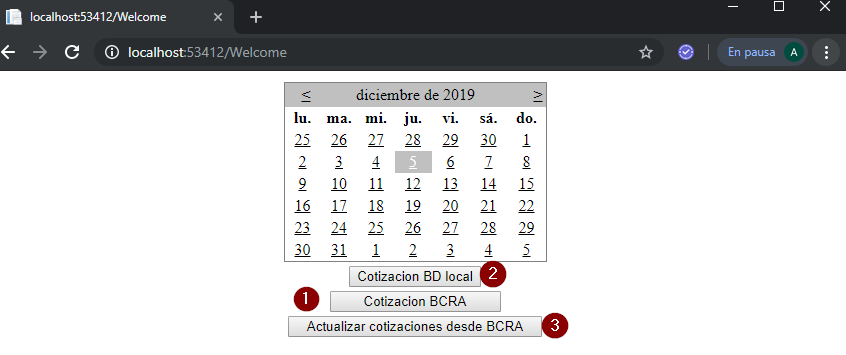 localhost:53412/Welcome
localhost:53412/Welcome
En pausa A
< diciembre de 2019 >
lu. ma. mi. ju. vi. sá. do.
25 26 27 28 29 30 1
2 3 4 5 6 7 8
9 10 11 12 13 14 15
16 17 18 19 20 21 22
23 24 25 26 27 28 29
30 31 1 2 3 4 5
Cotizacion BD local 2
1 Cotizacion BCRA
Actualizar cotizaciones desde BCRA 3